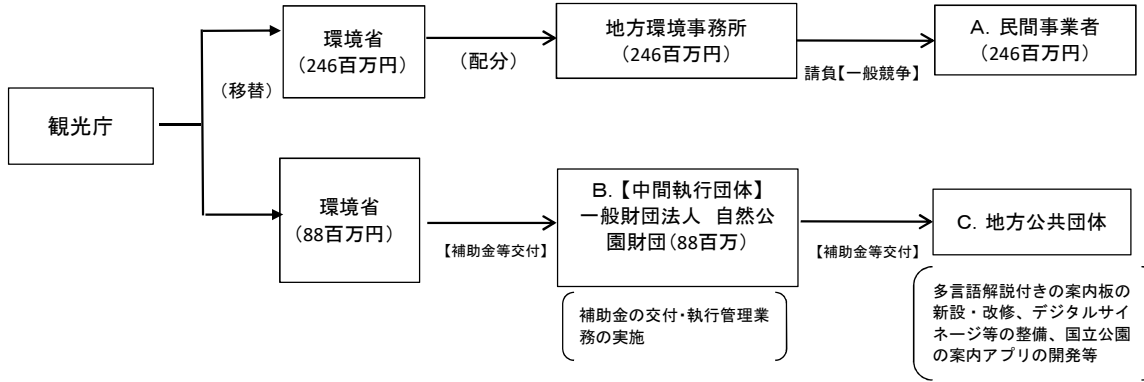 観光庁
（移替）
環境省
（246百万円）
（配分）
地方環境事務所
（246百万円）
請負【一般競争】
A. 民間事業者
（246百万円）
環境省
（88百万円）
【補助金等交付】
B.【中間執行団体】
一般財団法人　自然公
園財団（88百万）
補助金の交付・執行管理業
務の実施
【補助金等交付】
C. 地方公共団体
多言語解説付きの案内板の
新設・改修、デジタルサイ
ネージ等の整備、国立公園
の案内アプリの開発等